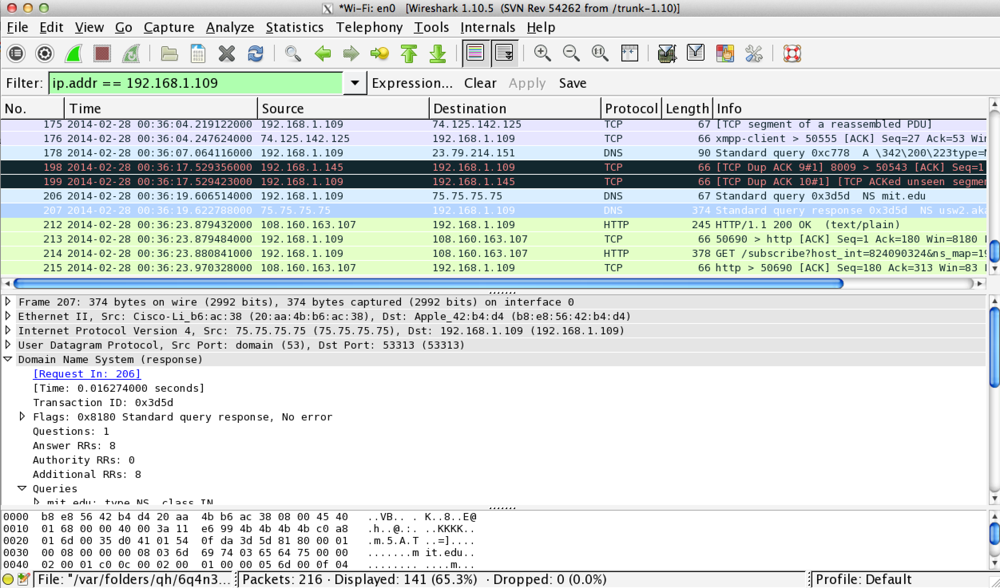 *Wi-Fi: en0   [Wireshark 1.10.5  (SVN Rev 54262 from /trunk-1.10)]
File Edit View Go Capture Analyze Statistics Telephony Tools Internals Help
Filter: ip.addr == 192.168.1.109 Expression... Clear Apply Save
No. Time Source Destination Protocol Length Info
175 2014-02-28 00:36:04.219122000 192.168.1.109 74.125.142.125 TCP 67 [TCP segment of a reassembled PDU]
176 2014-02-28 00:36:04.247624000 74.125.142.125 192.168.1.109 TCP 66 xmpp-client > 50555 [ACK] Seq=27 Ack=53 Win
178 2014-02-28 00:36:07.064116000 192.168.1.109 23.79.214.151 DNS 90 Standard query 0xc778  A \342\200\223type=N
198 2014-02-28 00:36:17.529356000 192.168.1.145 192.168.1.109 TCP 66 [TCP Dup ACK 9#1] 8009 > 50543 [ACK] Seq=1
199 2014-02-28 00:36:17.529423000 192.168.1.109 192.168.1.145 TCP 66 [TCP Dup ACK 10#1] [TCP ACKed unseen segmen
206 2014-02-28 00:36:19.606514000 192.168.1.109 75.75.75.75 DNS 67 Standard query 0x3d5d  NS mit.edu
207 2014-02-28 00:36:19.622788000 75.75.75.75 192.168.1.109 DNS 374 Standard query response 0x3d5d  NS usw2.aka
212 2014-02-28 00:36:23.879432000 108.160.163.107 192.168.1.109 HTTP 245 HTTP/1.1 200 OK  (text/plain)
213 2014-02-28 00:36:23.879484000 192.168.1.109 108.160.163.107 TCP 66 50690 > http [ACK] Seq=1 Ack=180 Win=8180
214 2014-02-28 00:36:23.880841000 192.168.1.109 108.160.163.107 HTTP 378 GET /subscribe?host_int=824090324&ns_map=19
215 2014-02-28 00:36:23.970328000 108.160.163.107 192.168.1.109 TCP 66 http > 50690 [ACK] Seq=180 Ack=313 Win=83
Frame 207: 374 bytes on wire (2992 bits), 374 bytes captured (2992 bits) on interface 0
Ethernet II, Src: Cisco-Li_b6:ac:38 (20:aa:4b:b6:ac:38), Dst: Apple_42:b4:d4 (b8:e8:56:42:b4:d4)
Internet Protocol Version 4, Src: 75.75.75.75 (75.75.75.75), Dst: 192.168.1.109 (192.168.1.109)
User Datagram Protocol, Src Port: domain (53), Dst Port: 53313 (53313)
Domain Name System (response)
[Request In: 206]
[Time: 0.016274000 seconds]
Transaction ID: 0x3d5d
Flags: 0x8180 Standard query response, No error
Questions: 1
Answer RRs: 8
Authority RRs: 0
Additional RRs: 8
Queries
mit.edu: type NS, class IN
0000  b8 e8 56 42 b4 d4 20 aa  4b b6 ac 38 08 00 45 40   ..VB.. . K..8..E@
0010  01 68 00 00 40 00 3a 11  e6 99 4b 4b 4b 4b c0 a8   .h..@.:. ..KKKK..
0020  01 6d 00 35 d0 41 01 54  0f da 3d 5d 81 80 00 01   .m.5.A.T ..=]....
0030  00 08 00 00 00 08 03 6d  69 74 03 65 64 75 00 00   .......m it.edu..
0040  02 00 01 c0 0c 00 02 00  01 00 00 05 6d 00 0f 04   ........ ....m...
File: "/var/folders/qh/6q4n3... Packets: 216 · Displayed: 141 (65.3%)  · Dropped: 0 (0.0%) Profile: Default